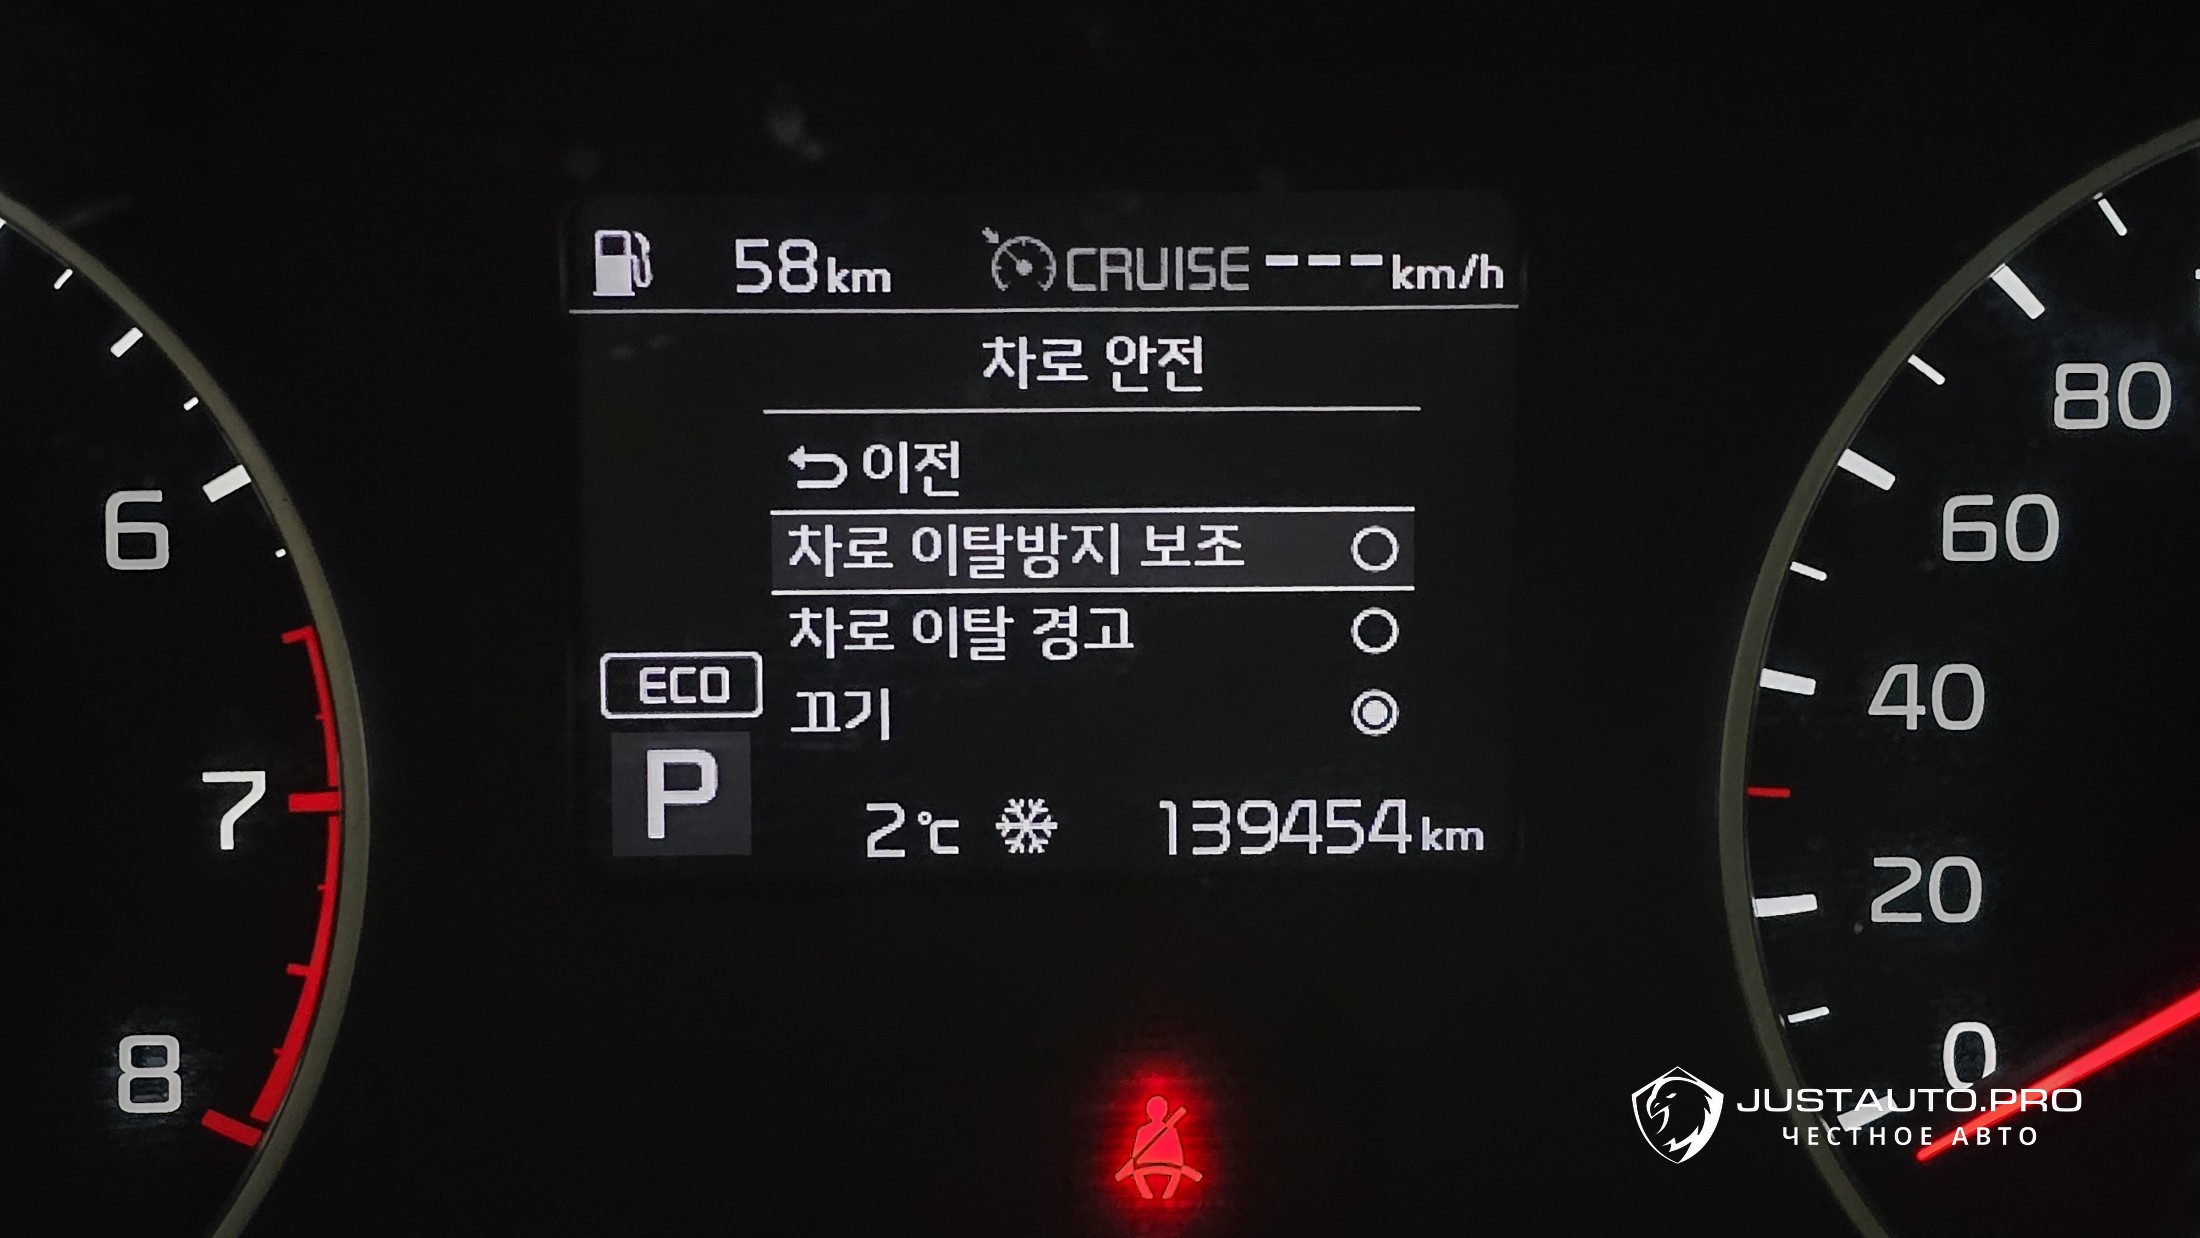 58km CRUISE ---km/h
차로 안전
이전
차로 이탈방지 보조
차로 이탈 경고
끄기
ECO
P
2℃ 139454km
6
7
8
80
60
40
20
0
JUSTAUTO.PRO
ЧЕСТНОЕ АВТО